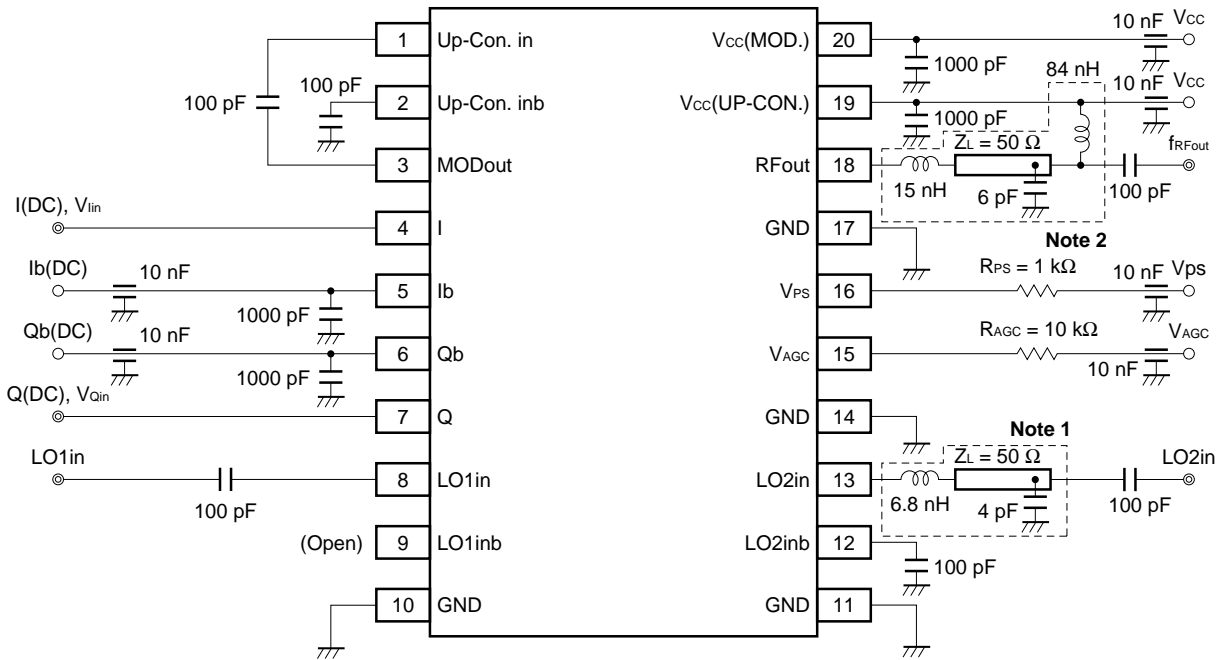 1 Up-Con. in
100 pF
100 pF
2 Up-Con. inb
3 MODout
I(DC), VIin
4 I
Ib(DC)
10 nF
5 Ib
1000 pF
Qb(DC)
10 nF
6 Qb
1000 pF
Q(DC), VQin
7 Q
LO1in
8 LO1in
100 pF
(Open) 9 LO1inb
10 GND
VCC(MOD.) 20
10 nF VCC
1000 pF
84 nH
VCC(UP-CON.) 19
10 nF VCC
1000 pF
ZL = 50 Ω
fRFout
RFout 18
15 nH
6 pF
100 pF
GND 17
Note 2
RPS = 1 kΩ
10 nF Vps
VPS 16
RAGC = 10 kΩ
VAGC
VAGC 15
10 nF
GND 14
Note 1
ZL = 50 Ω
LO2in
LO2in 13
6.8 nH
4 pF
100 pF
LO2inb 12
100 pF
GND 11